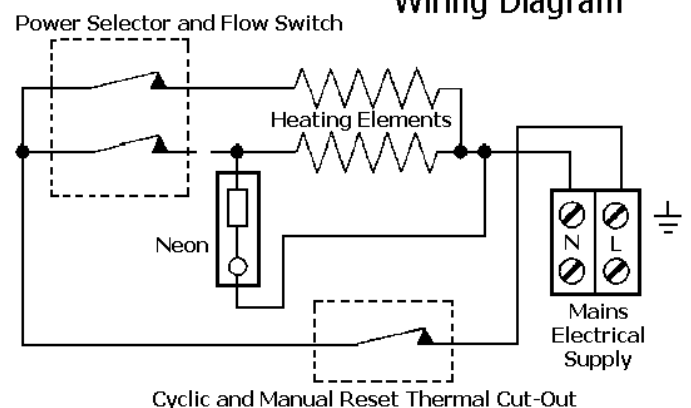 Wiring Diagram
Power Selector and Flow Switch
Heating Elements
Neon
N L
Mains
Electrical
Supply
Cyclic and Manual Reset Thermal Cut-Out